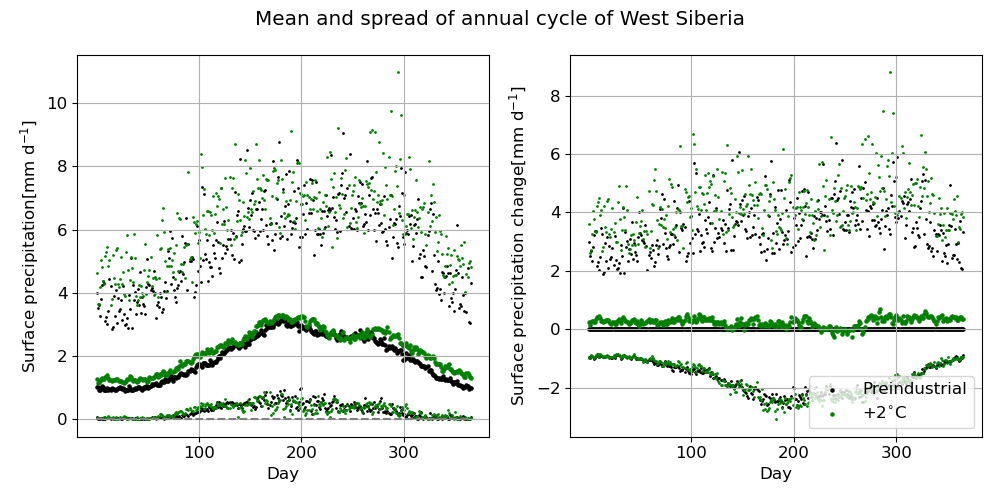 Mean and spread of annual cycle of West Siberia
Surface precipitation[mm d⁻¹]
10
8
6
4
2
0
100
200
300
Day
Surface precipitation change[mm d⁻¹]
8
6
4
2
0
−2
100
200
300
Day
Preindustrial
+2°C